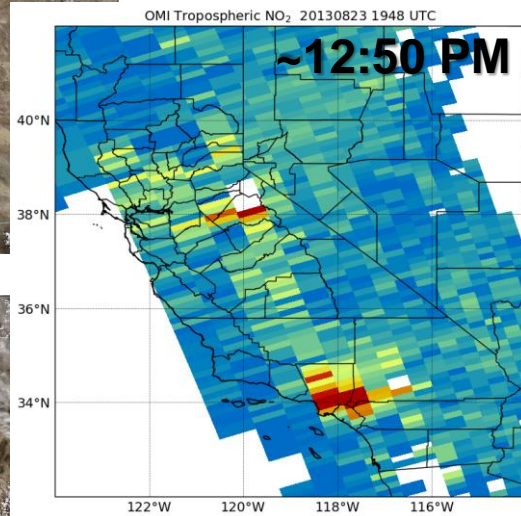 OMI Tropospheric NO₂ 20130823 1948 UTC
~12:50 PM
40°N
38°N
36°N
34°N
122°W 120°W 118°W 116°W